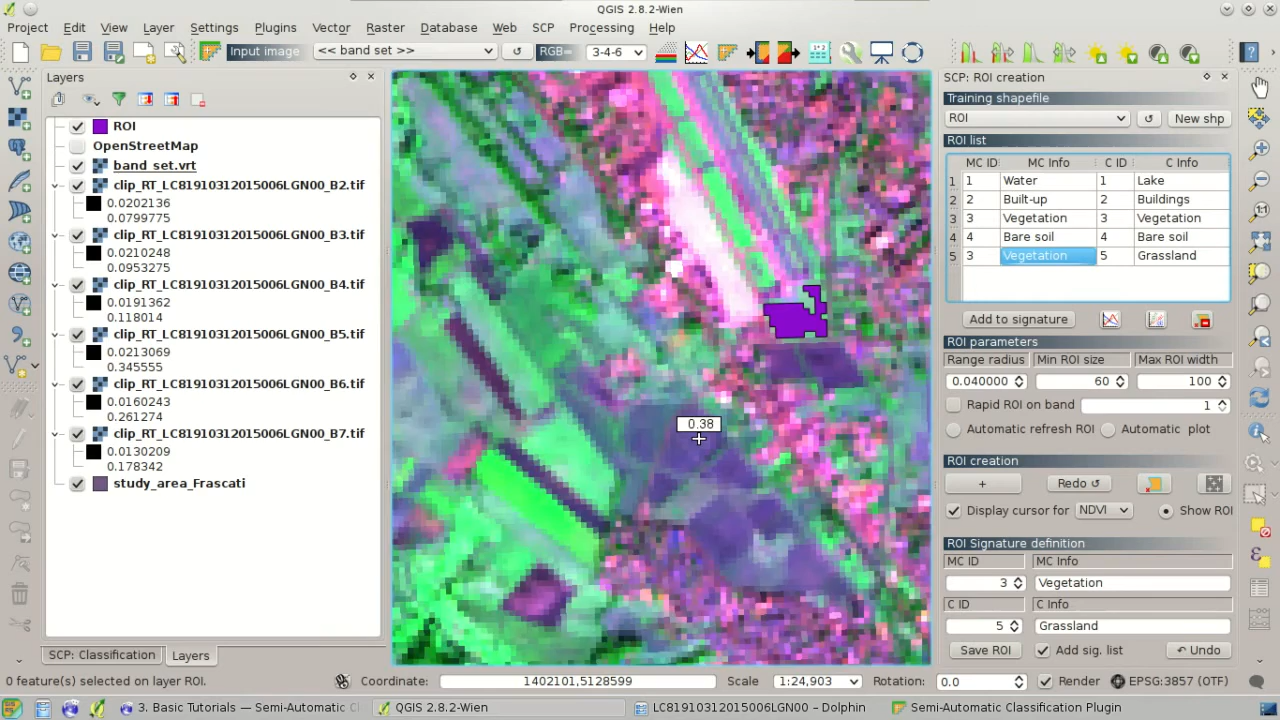 QGIS 2.8.2-Wien
Project Edit View Layer Settings Plugins Vector Raster Database Web SCP Processing Help
Input image << band set >> RGB= 3-4-6
Layers
SCP: ROI creation
ROI
OpenStreetMap
band_set.vrt
clip_RT_LC81910312015006LGN00_B2.tif
0.0202136
0.0799775
clip_RT_LC81910312015006LGN00_B3.tif
0.0210248
0.0953275
clip_RT_LC81910312015006LGN00_B4.tif
0.0191362
0.118014
clip_RT_LC81910312015006LGN00_B5.tif
0.0213069
0.345555
clip_RT_LC81910312015006LGN00_B6.tif
0.0160243
0.261274
clip_RT_LC81910312015006LGN00_B7.tif
0.0130209
0.178342
study_area_Frascati
SCP: Classification Layers
0.38
Training shapefile
ROI New shp
ROI list
MC ID MC Info C ID C Info
1 1 Water 1 Lake
2 2 Built-up 2 Buildings
3 3 Vegetation 3 Vegetation
4 4 Bare soil 4 Bare soil
5 3 Vegetation 5 Grassland
Add to signature
ROI parameters
Range radius Min ROI size Max ROI width
0.040000 60 100
Rapid ROI on band 1
Automatic refresh ROI Automatic plot
ROI creation
+ Redo ↺
Display cursor for NDVI Show ROI
ROI Signature definition
MC ID MC Info
3 Vegetation
C ID C Info
5 Grassland
Save ROI Add sig. list Undo
0 feature(s) selected on layer ROI. Coordinate: 1402101,5128599 Scale 1:24,903 Rotation: 0.0 Render EPSG:3857 (OTF)
3. Basic Tutorials — Semi-Automatic Cl QGIS 2.8.2-Wien LC81910312015006LGN00 – Dolphin Semi-Automatic Classification Plugin